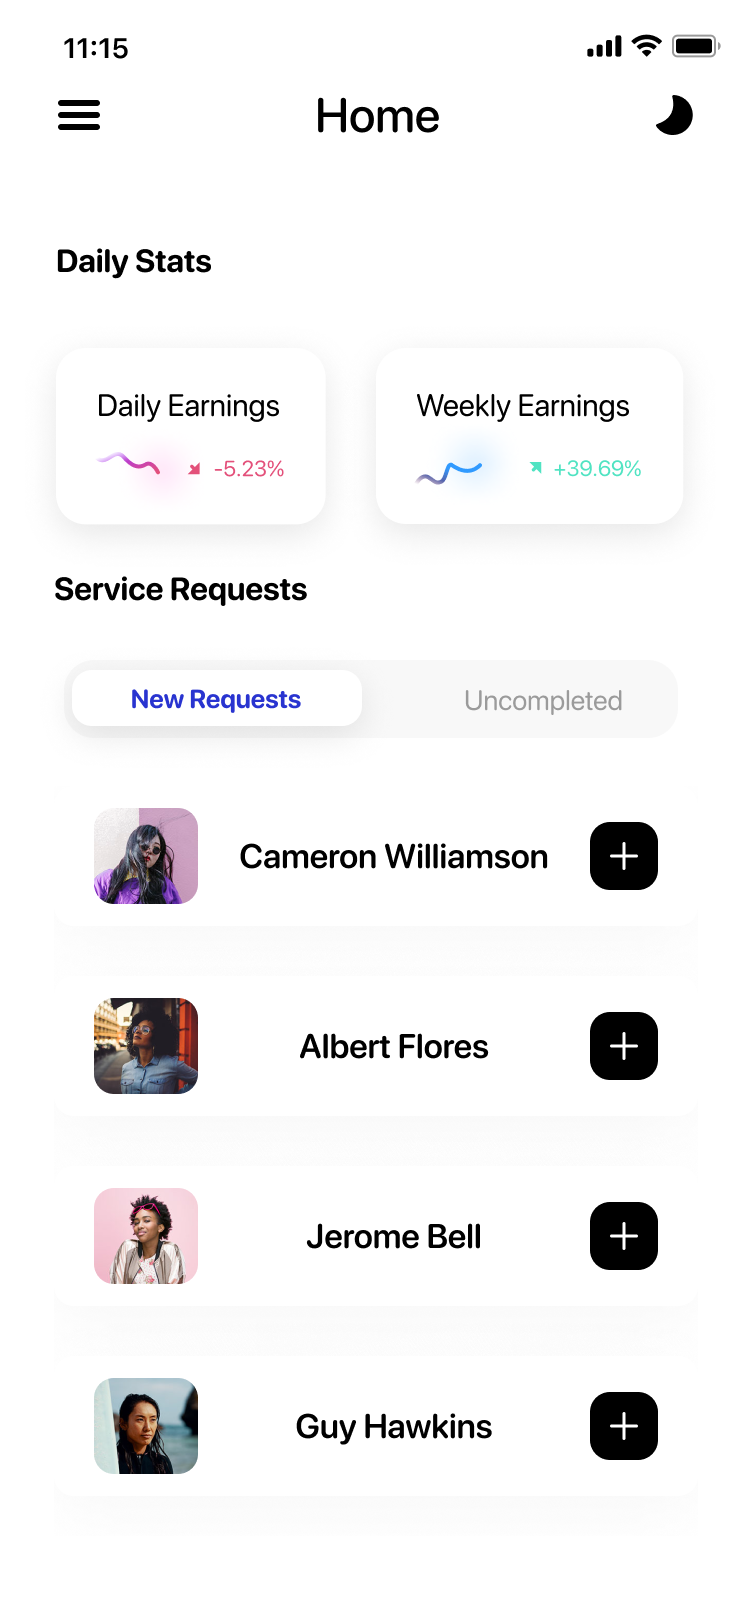 11:15
Home
Daily Stats
Daily Earnings
-5.23%
Weekly Earnings
+39.69%
Service Requests
New Requests
Uncompleted
Cameron Williamson
Albert Flores
Jerome Bell
Guy Hawkins